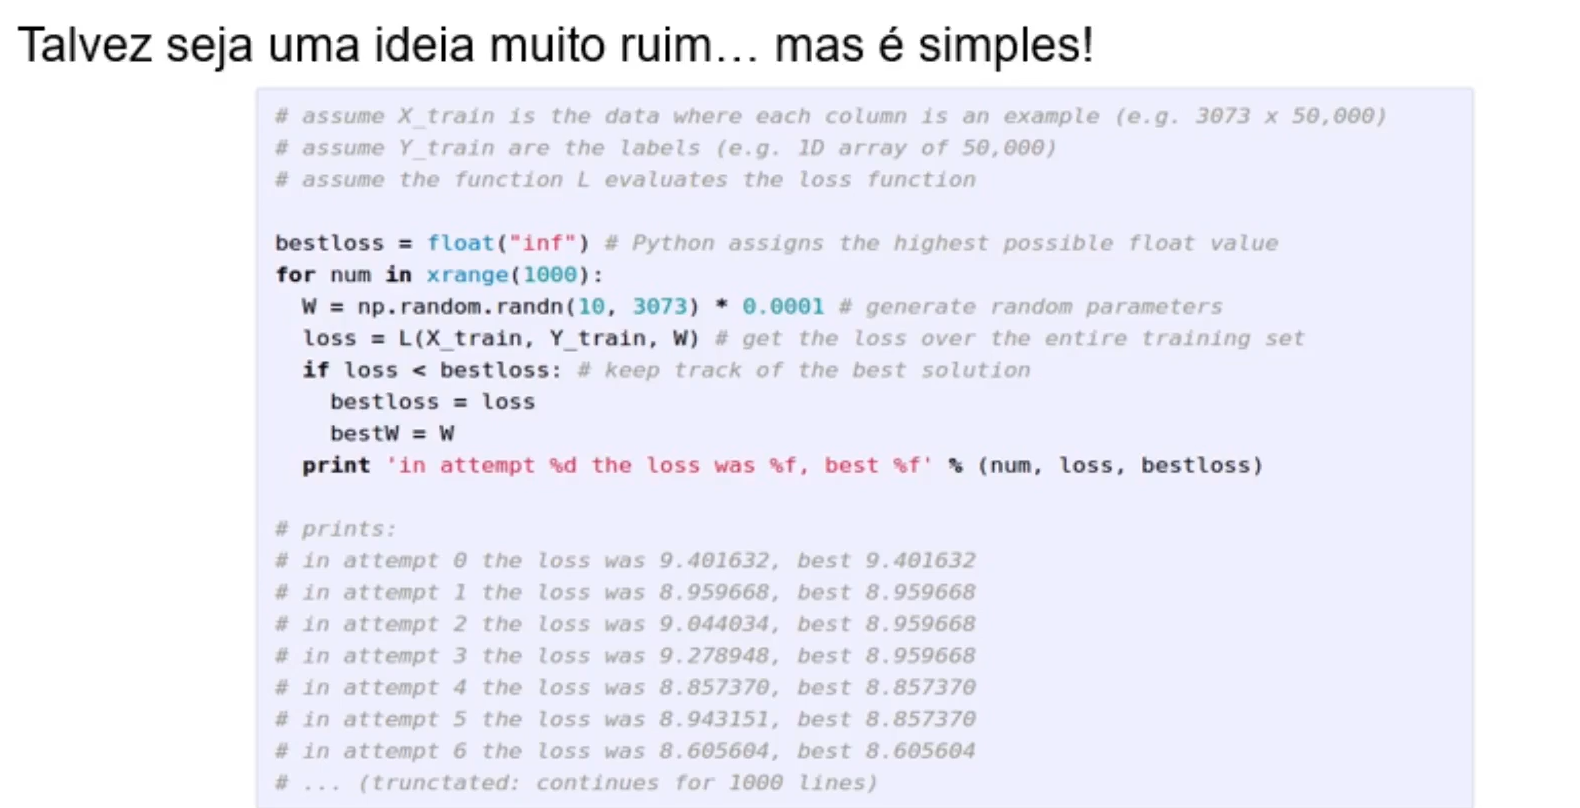 Talvez seja uma ideia muito ruim... mas é simples!
# assume X_train is the data where each column is an example (e.g. 3073 x 50,000)
# assume Y_train are the labels (e.g. 1D array of 50,000)
# assume the function L evaluates the loss function
bestloss = float("inf") # Python assigns the highest possible float value
for num in xrange(1000):
  W = np.random.randn(10, 3073) * 0.0001 # generate random parameters
  loss = L(X_train, Y_train, W) # get the loss over the entire training set
  if loss < bestloss: # keep track of the best solution
    bestloss = loss
    bestW = W
  print 'in attempt %d the loss was %f, best %f' % (num, loss, bestloss)
# prints:
# in attempt 0 the loss was 9.401632, best 9.401632
# in attempt 1 the loss was 8.959668, best 8.959668
# in attempt 2 the loss was 9.044034, best 8.959668
# in attempt 3 the loss was 9.278948, best 8.959668
# in attempt 4 the loss was 8.857370, best 8.857370
# in attempt 5 the loss was 8.943151, best 8.857370
# in attempt 6 the loss was 8.605604, best 8.605604
# ... (trunctated: continues for 1000 lines)